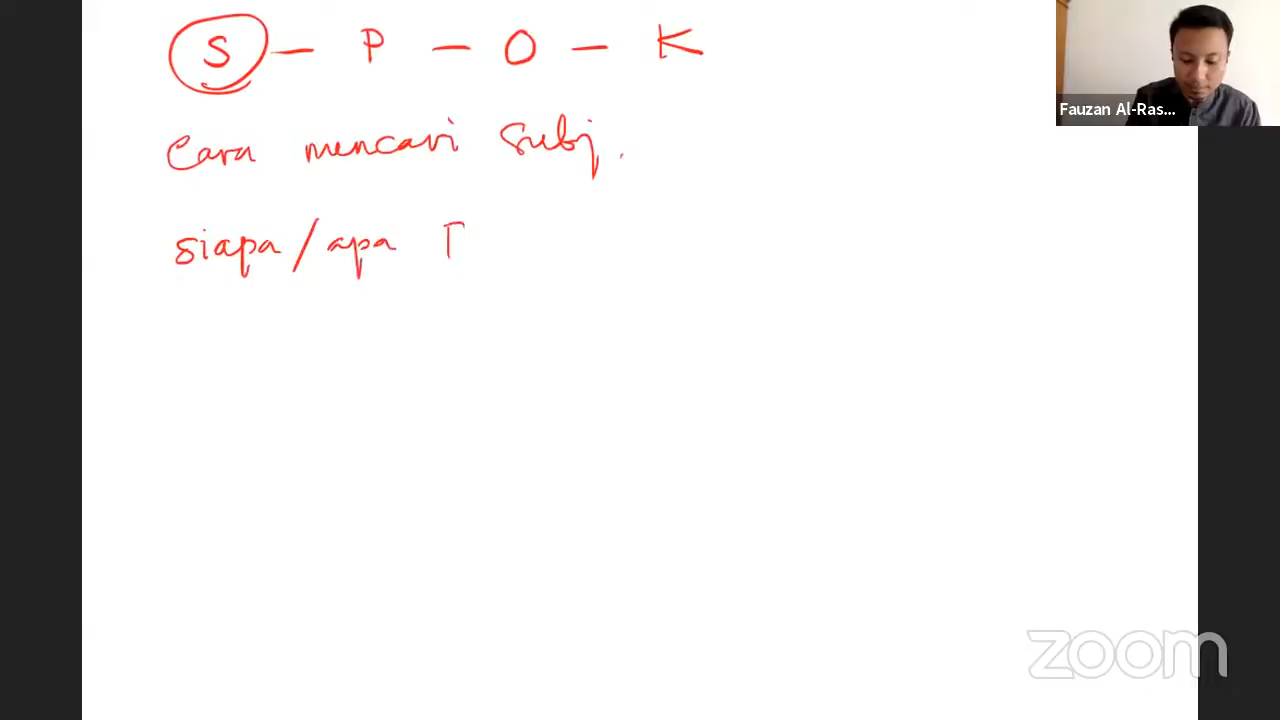 S - P - O - K
Fauzan Al-Ras...
Cara mencari subj.
siapa/apa
zoom